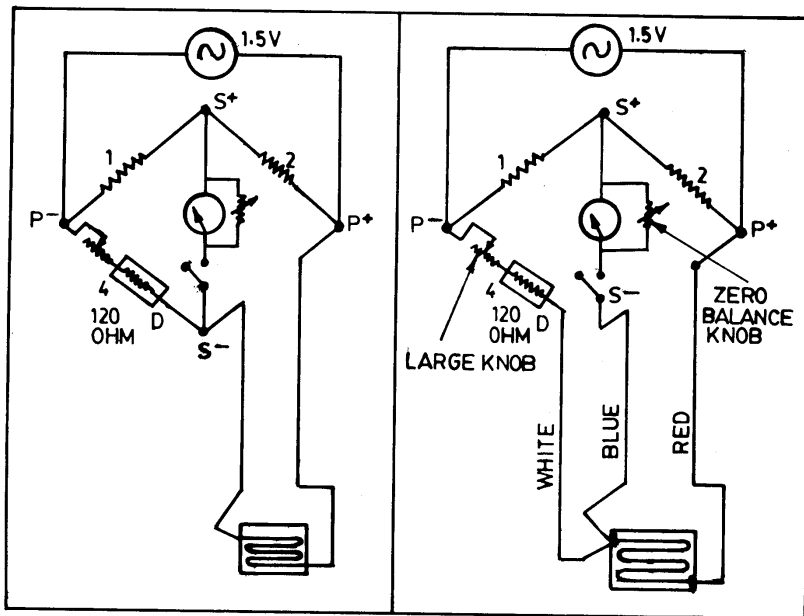 1.5V
S+
1
2
P-
P+
4
120
OHM
D
S-
1.5V
S+
1
2
P-
P+
4
120
OHM
D
S-
LARGE KNOB
ZERO
BALANCE
KNOB
WHITE
BLUE
RED